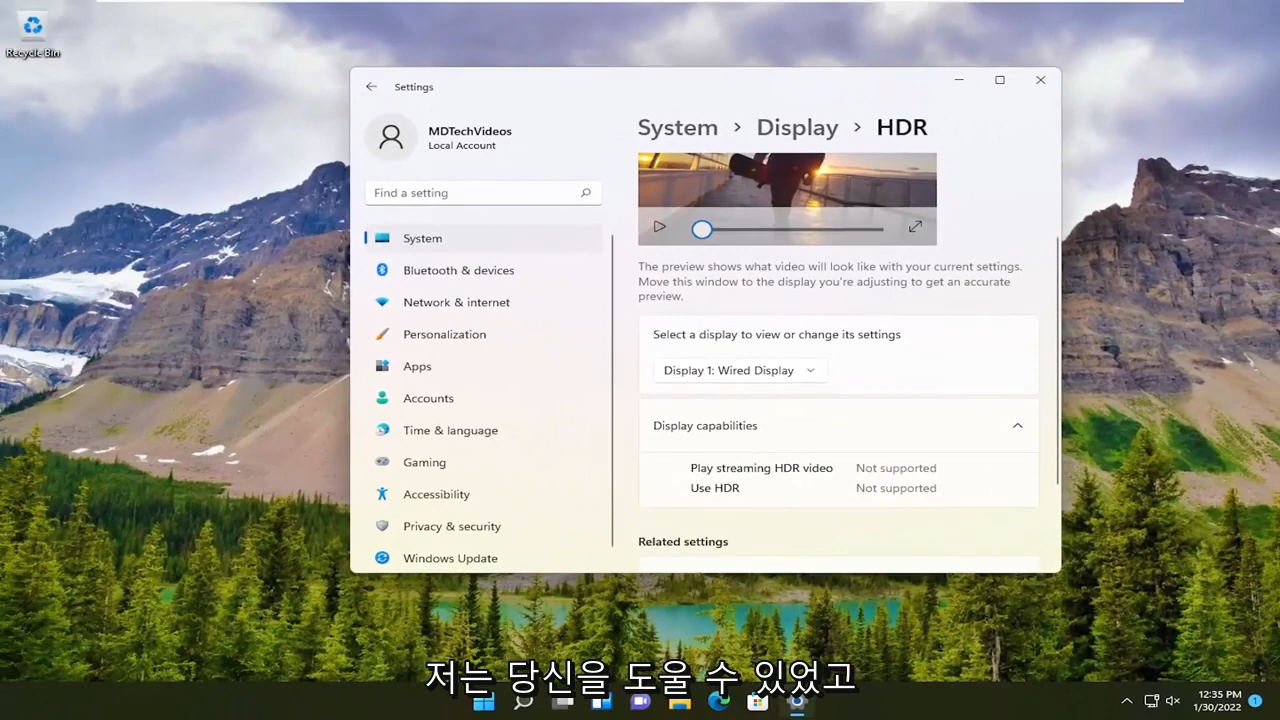 Recycle Bin
Settings
MDTechVideos
Local Account
Find a setting
System
Bluetooth & devices
Network & internet
Personalization
Apps
Accounts
Time & language
Gaming
Accessibility
Privacy & security
Windows Update
System > Display > HDR
The preview shows what video will look like with your current settings.
Move this window to the display you're adjusting to get an accurate
preview.
Select a display to view or change its settings
Display 1: Wired Display
Display capabilities
Play streaming HDR video Not supported
Use HDR Not supported
Related settings
저는 당신을 도울 수 있었고
12:35 PM
1/30/2022
1